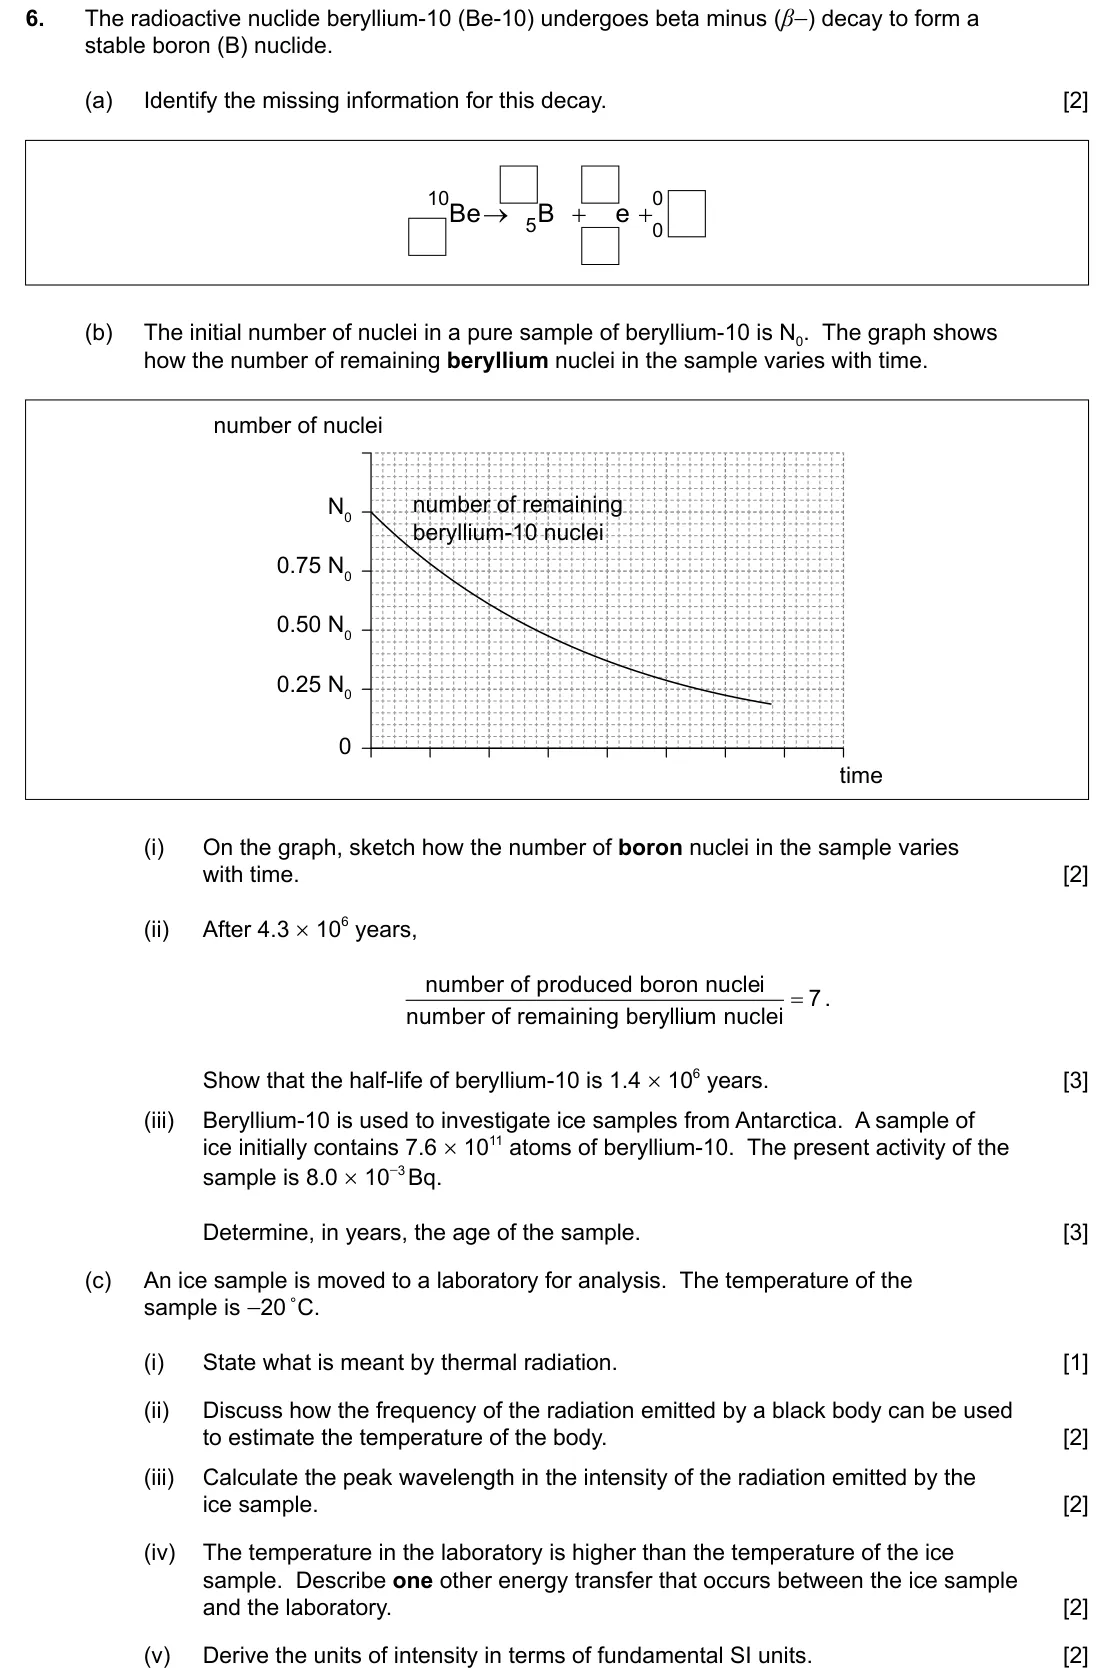 6. The radioactive nuclide beryllium-10 (Be-10) undergoes beta minus (β–) decay to form a
stable boron (B) nuclide.
(a) Identify the missing information for this decay. [2]
¹⁰Be → ₅B + e + ⁰₀
(b) The initial number of nuclei in a pure sample of beryllium-10 is N₀. The graph shows
how the number of remaining beryllium nuclei in the sample varies with time.
number of nuclei
N₀
number of remaining
beryllium-10 nuclei
0.75 N₀
0.50 N₀
0.25 N₀
0
time
(i) On the graph, sketch how the number of boron nuclei in the sample varies
with time. [2]
(ii) After 4.3 × 10⁶ years,
number of produced boron nuclei
number of remaining beryllium nuclei
= 7 .
Show that the half-life of beryllium-10 is 1.4 × 10⁶ years. [3]
(iii) Beryllium-10 is used to investigate ice samples from Antarctica. A sample of
ice initially contains 7.6 × 10¹¹ atoms of beryllium-10. The present activity of the
sample is 8.0 × 10⁻³ Bq.
Determine, in years, the age of the sample. [3]
(c) An ice sample is moved to a laboratory for analysis. The temperature of the
sample is –20 °C.
(i) State what is meant by thermal radiation. [1]
(ii) Discuss how the frequency of the radiation emitted by a black body can be used
to estimate the temperature of the body. [2]
(iii) Calculate the peak wavelength in the intensity of the radiation emitted by the
ice sample. [2]
(iv) The temperature in the laboratory is higher than the temperature of the ice
sample. Describe one other energy transfer that occurs between the ice sample
and the laboratory. [2]
(v) Derive the units of intensity in terms of fundamental SI units. [2]